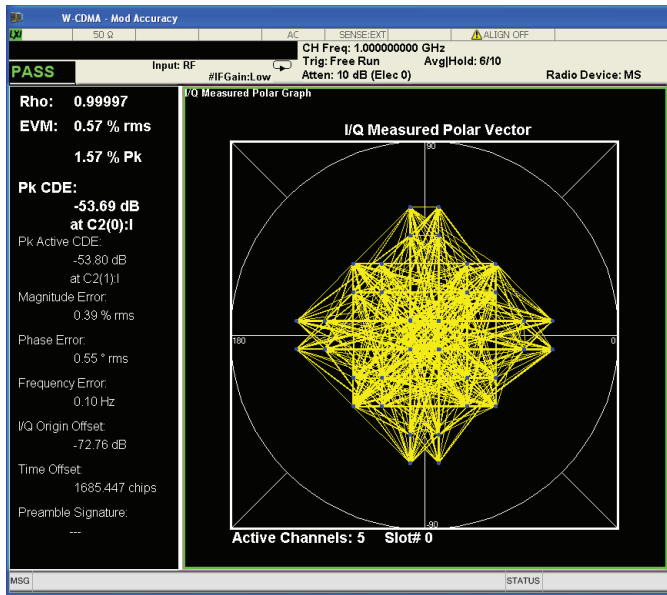 W-CDMA - Mod Accuracy
LXI 50 Ω AC SENSE:EXT ALIGN OFF
CH Freq: 1.000000000 GHz
PASS Input: RF Trig: Free Run Avg|Hold: 6/10
#IFGain:Low Atten: 10 dB (Elec 0) Radio Device: MS
Rho: 0.99997
EVM: 0.57 % rms
1.57 % Pk
Pk CDE:
-53.69 dB
at C2(0):I
Pk Active CDE:
-53.80 dB
at C2(1):I
Magnitude Error:
0.39 % rms
Phase Error:
0.55 ° rms
Frequency Error:
0.10 Hz
I/Q Origin Offset:
-72.76 dB
Time Offset:
1685.447 chips
Preamble Signature:
---
I/Q Measured Polar Graph
I/Q Measured Polar Vector
90
180
0
-90
Active Channels: 5 Slot# 0
MSG STATUS